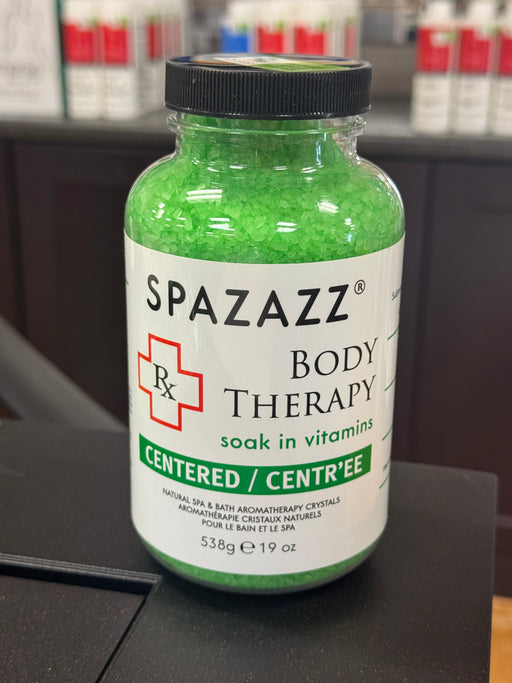 SPAZAZZ®
Rx
BODY
THERAPY
soak in vitamins
CENTERED / CENTR'EE
NATURAL SPA & BATH AROMATHERAPY CRYSTALS
AROMATHÉRAPIE CRISTAUX NATURELS
POUR LE BAIN ET LE SPA
538g ℮ 19 oz